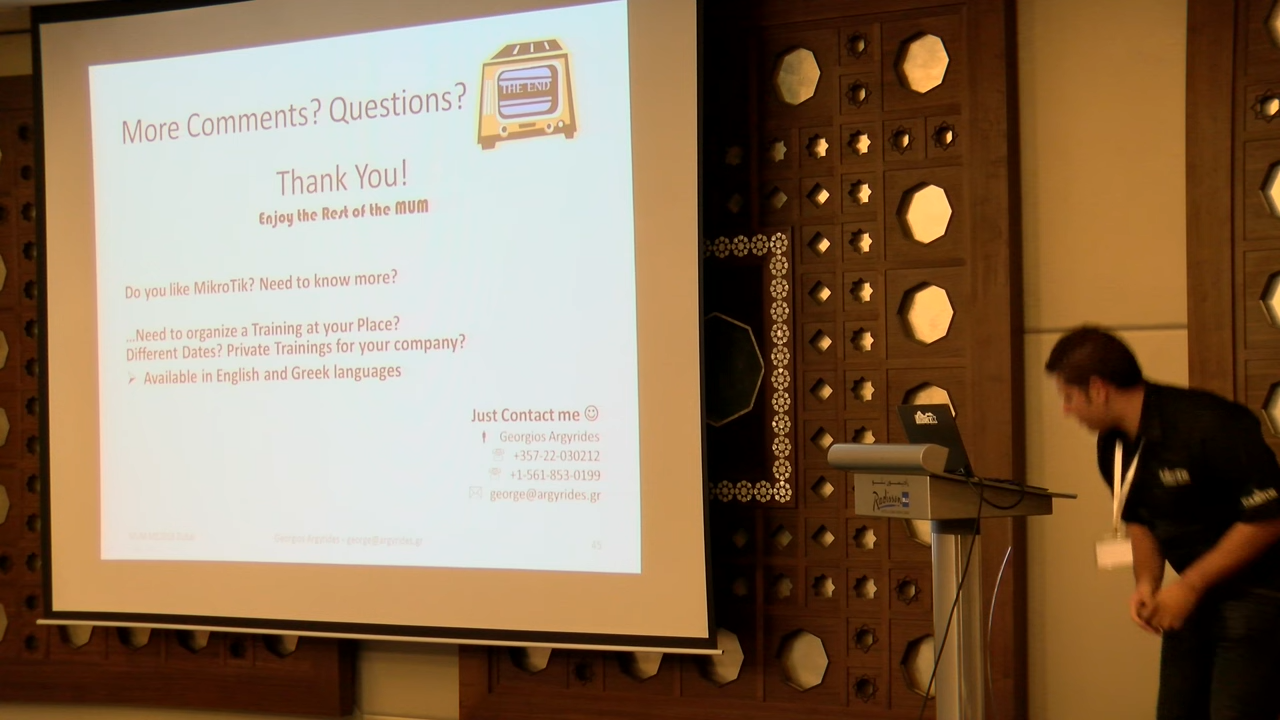 More Comments? Questions?
THE END
Thank You!
Enjoy the Rest of the MUM
Do you like MikroTik? Need to know more?
...Need to organize a Training at your Place?
Different Dates? Private Trainings for your company?
➢ Available in English and Greek languages
Just Contact me ☺
Georgios Argyrides
+357-22-030212
+1-561-853-0199
george@argyrides.gr
Georgios Argyrides - george@argyrides.gr
45
Radisson